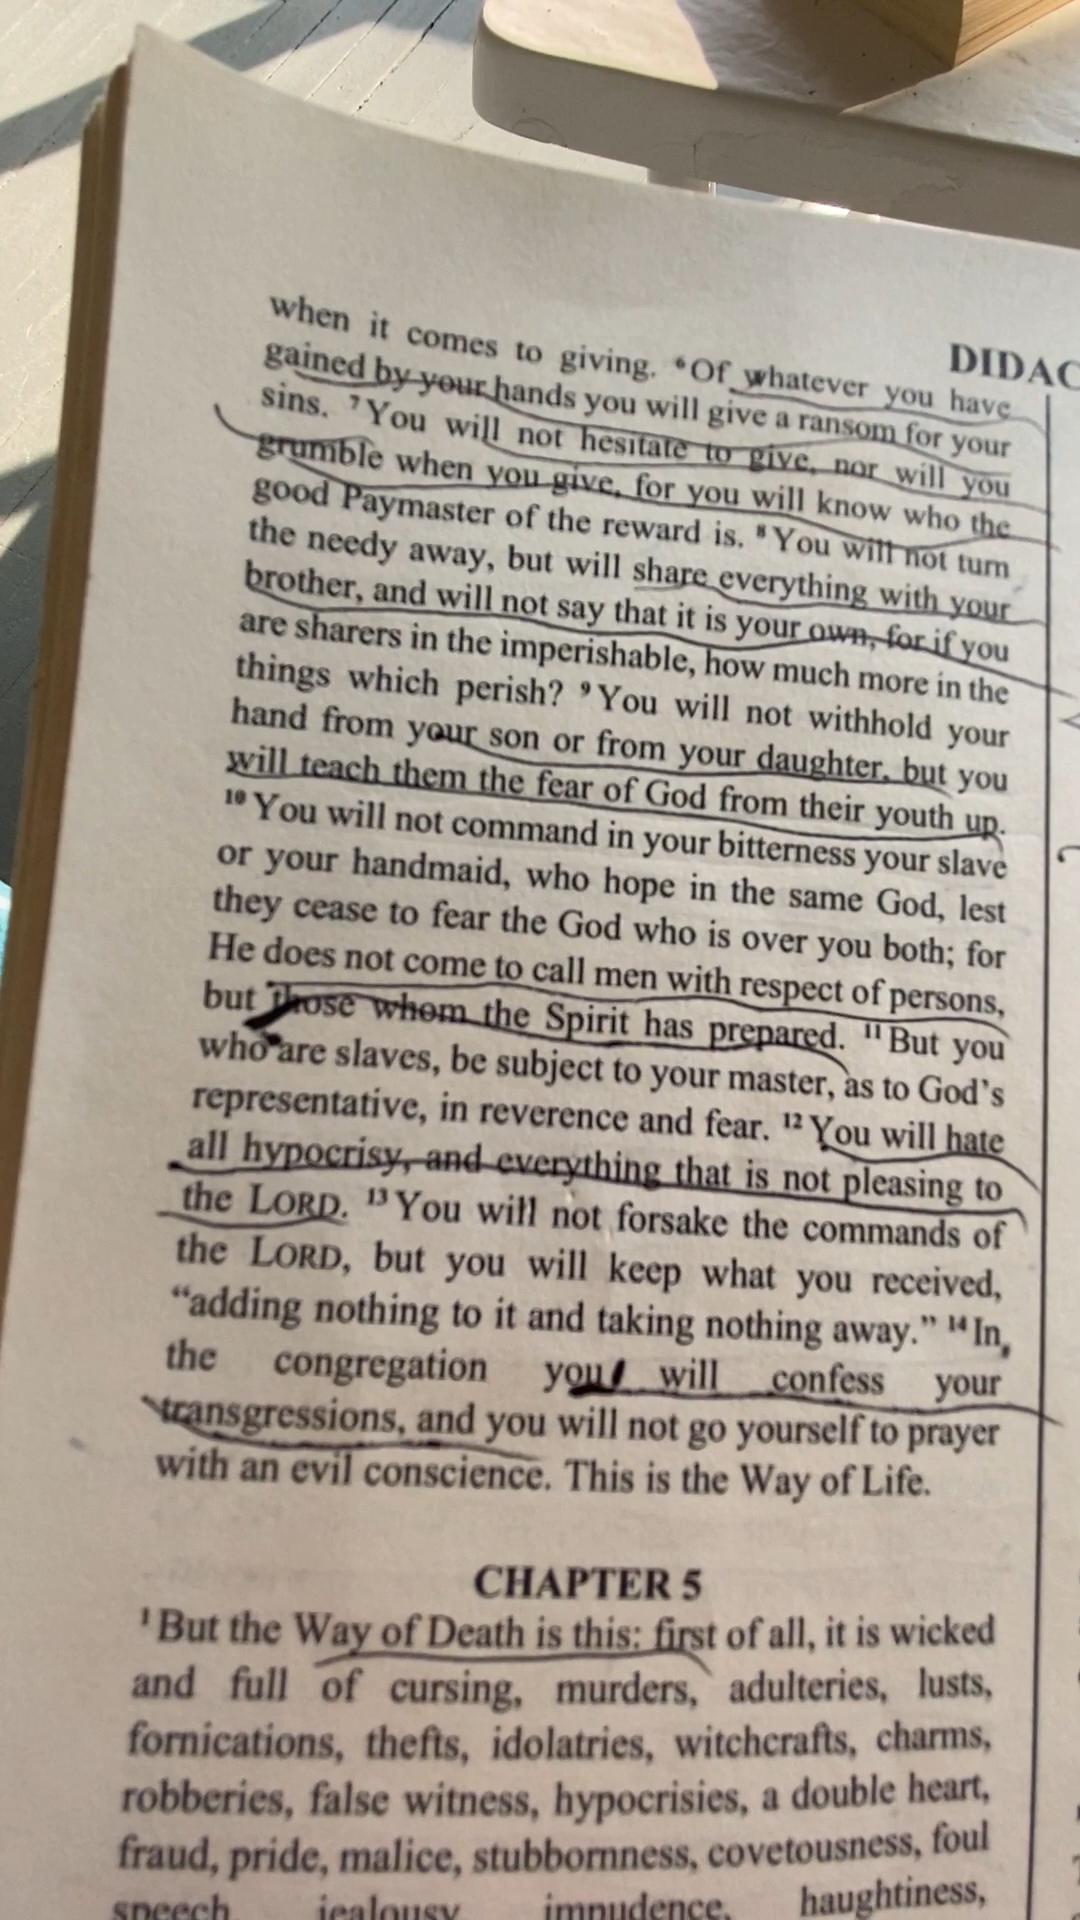 DIDAC
when it comes to giving. ⁶Of whatever you have
gained by your hands you will give a ransom for your
sins. ⁷You will not hesitate to give, nor will you
grumble when you give, for you will know who the
good Paymaster of the reward is. ⁸You will not turn
the needy away, but will share everything with your
brother, and will not say that it is your own, for if you
are sharers in the imperishable, how much more in the
things which perish? ⁹You will not withhold your
hand from your son or from your daughter, but you
will teach them the fear of God from their youth up.
¹⁰You will not command in your bitterness your slave
or your handmaid, who hope in the same God, lest
they cease to fear the God who is over you both; for
He does not come to call men with respect of persons,
but those whom the Spirit has prepared. ¹¹But you
who are slaves, be subject to your master, as to God's
representative, in reverence and fear. ¹²You will hate
all hypocrisy, and everything that is not pleasing to
the LORD. ¹³You will not forsake the commands of
the LORD, but you will keep what you received,
“adding nothing to it and taking nothing away.” ¹⁴In
the congregation you will confess your
transgressions, and you will not go yourself to prayer
with an evil conscience. This is the Way of Life.
CHAPTER 5
¹But the Way of Death is this: first of all, it is wicked
and full of cursing, murders, adulteries, lusts,
fornications, thefts, idolatries, witchcrafts, charms,
robberies, false witness, hypocrisies, a double heart,
fraud, pride, malice, stubbornness, covetousness, foul
speech jealousy impudence, haughtiness,